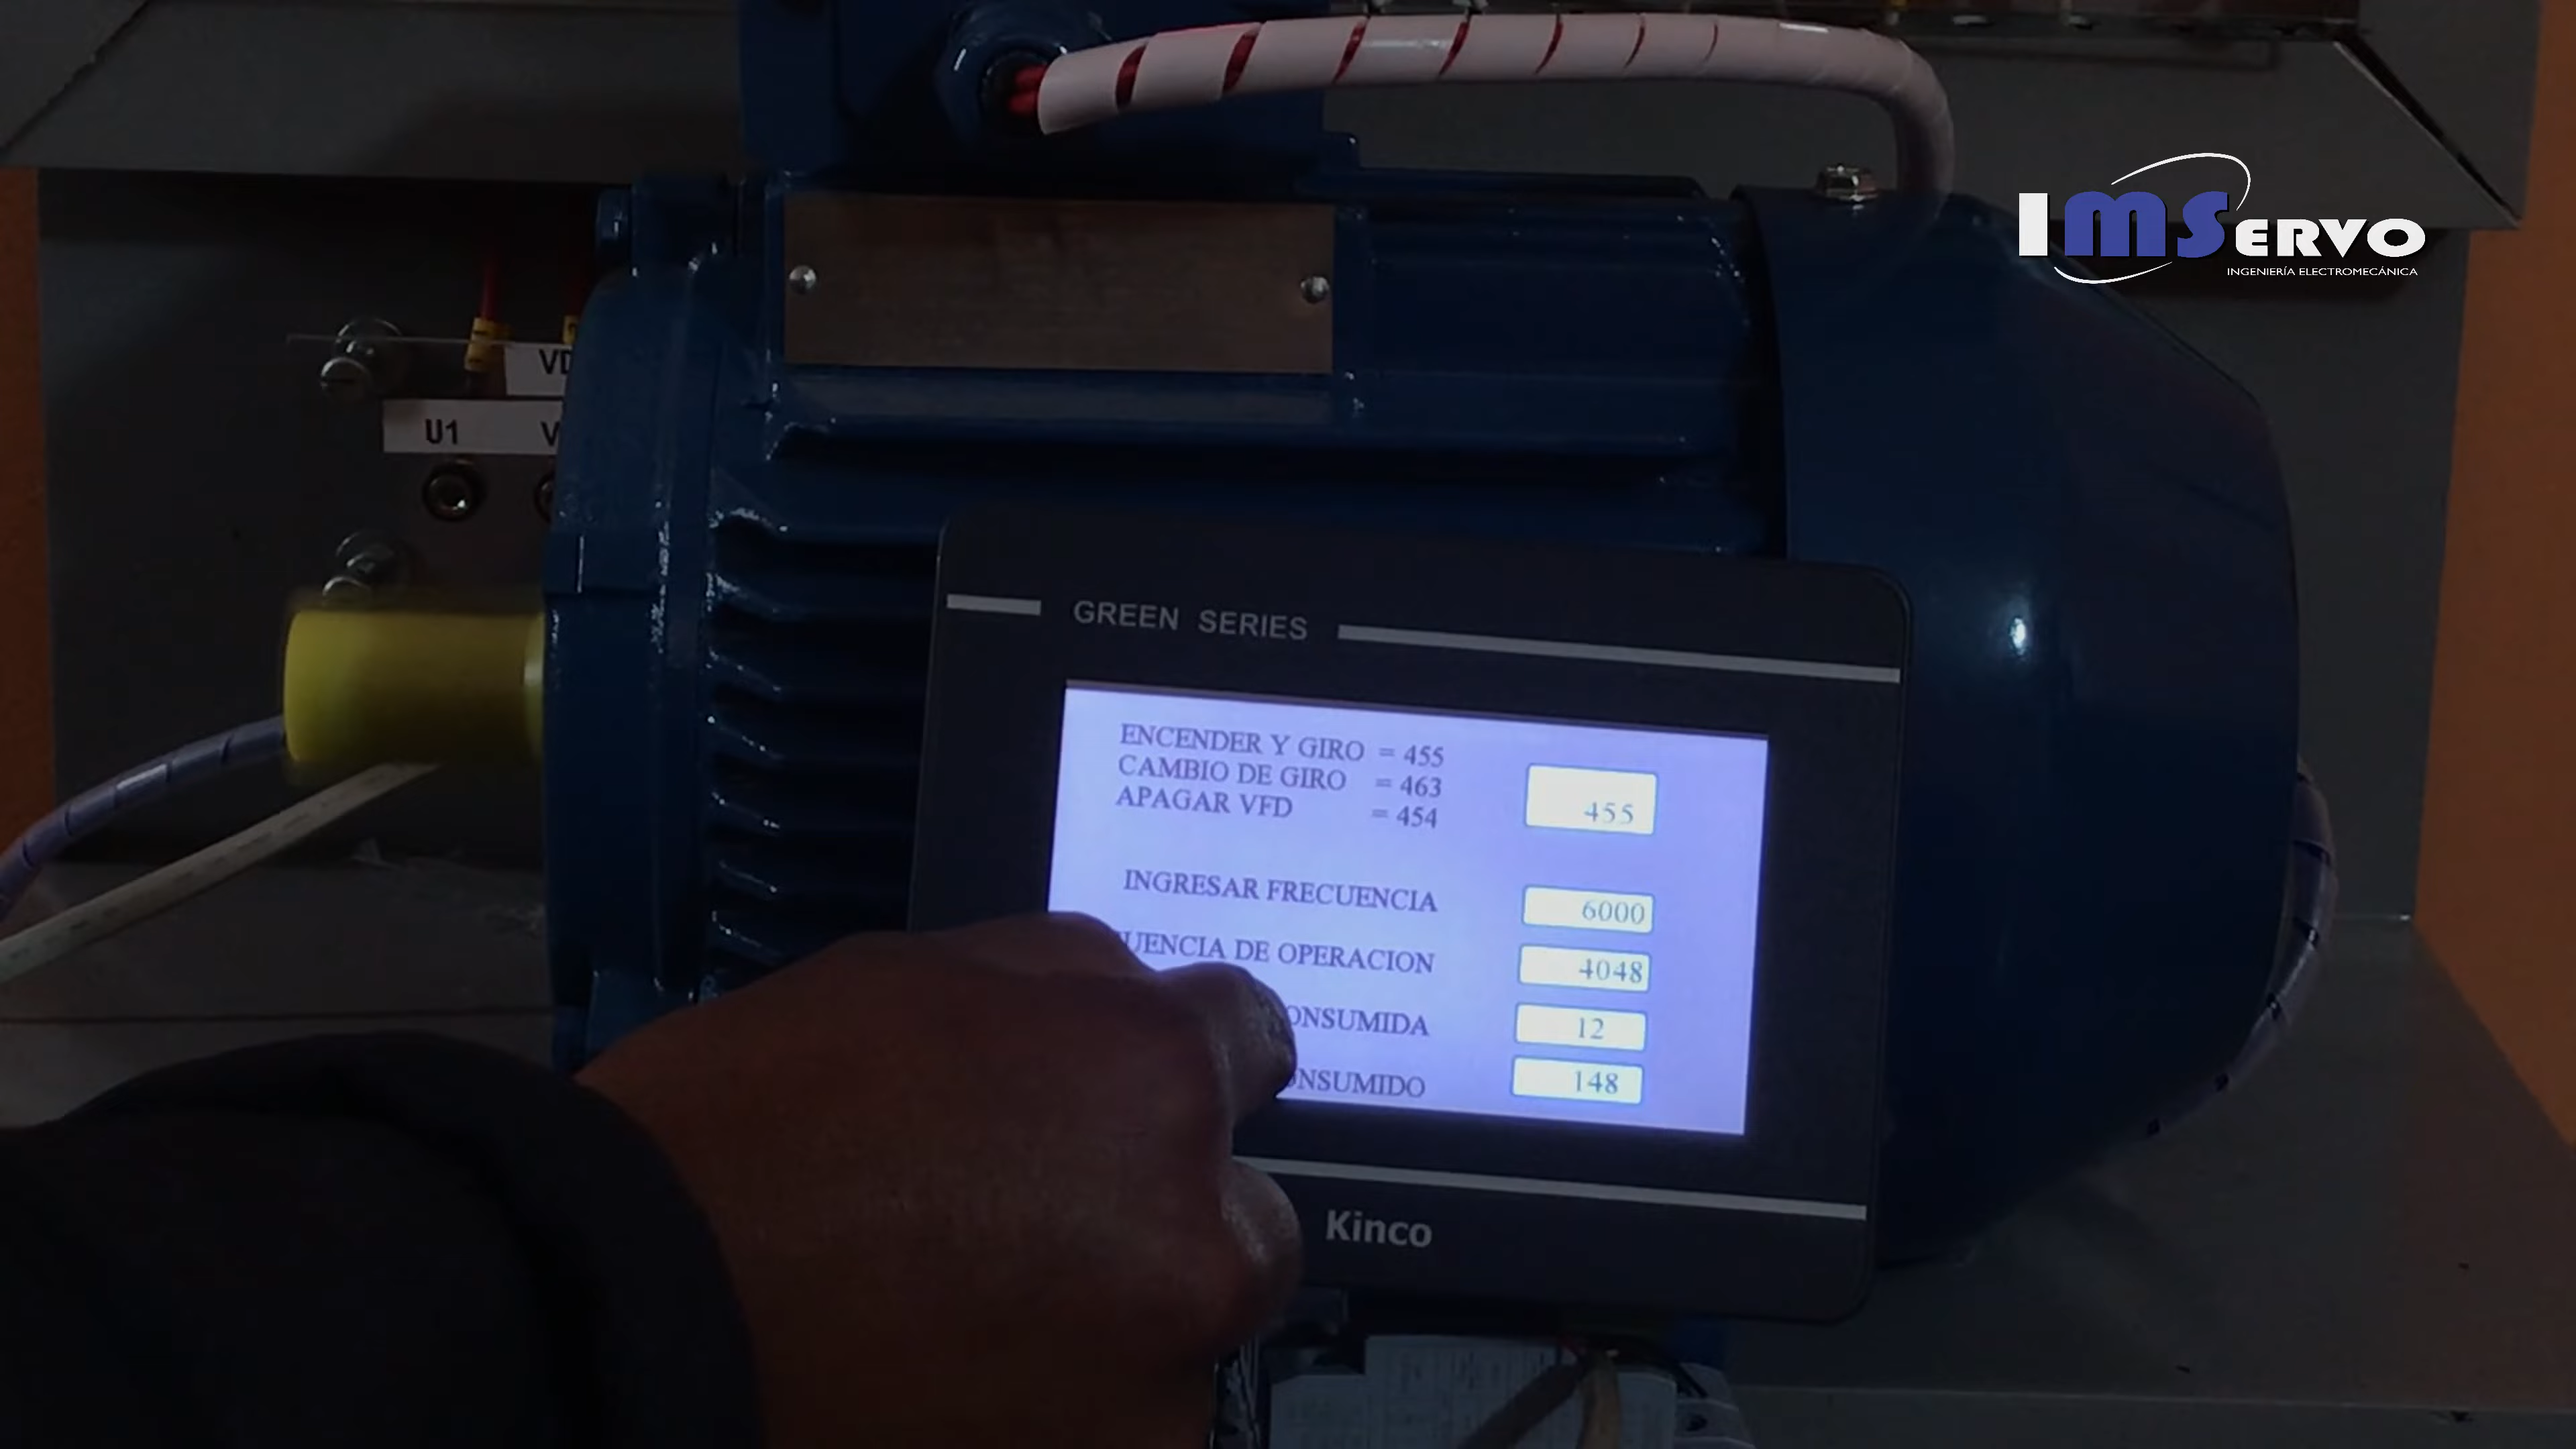 IMSERVO
INGENIERÍA ELECTROMECÁNICA
U1
GREEN SERIES
ENCENDER Y GIRO = 455
CAMBIO DE GIRO = 463
APAGAR VFD = 454
455
INGRESAR FRECUENCIA 6000
UENCIA DE OPERACION 4048
ONSUMIDA 12
ONSUMIDO 148
Kinco